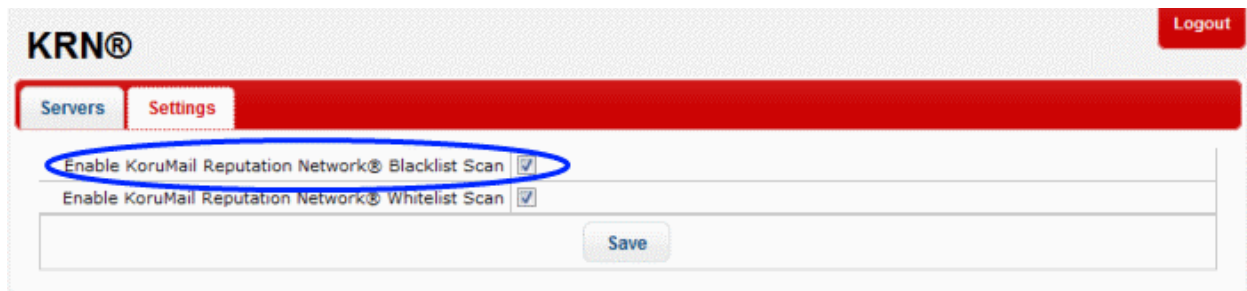 Logout
KRN®
Servers Settings
Enable KoruMail Reputation Network® Blacklist Scan
Enable KoruMail Reputation Network® Whitelist Scan
Save